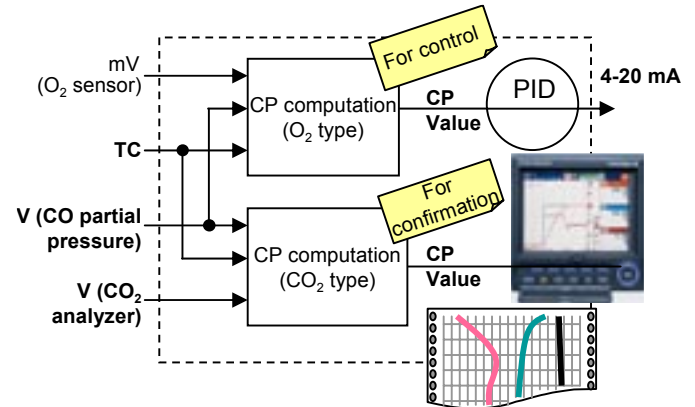 mV
(O₂ sensor)
TC
V (CO partial
pressure)
V (CO₂
analyzer)
CP computation
(O₂ type)
For control
CP
Value
PID
4-20 mA
CP computation
(CO₂ type)
For
confirmation
CP
Value